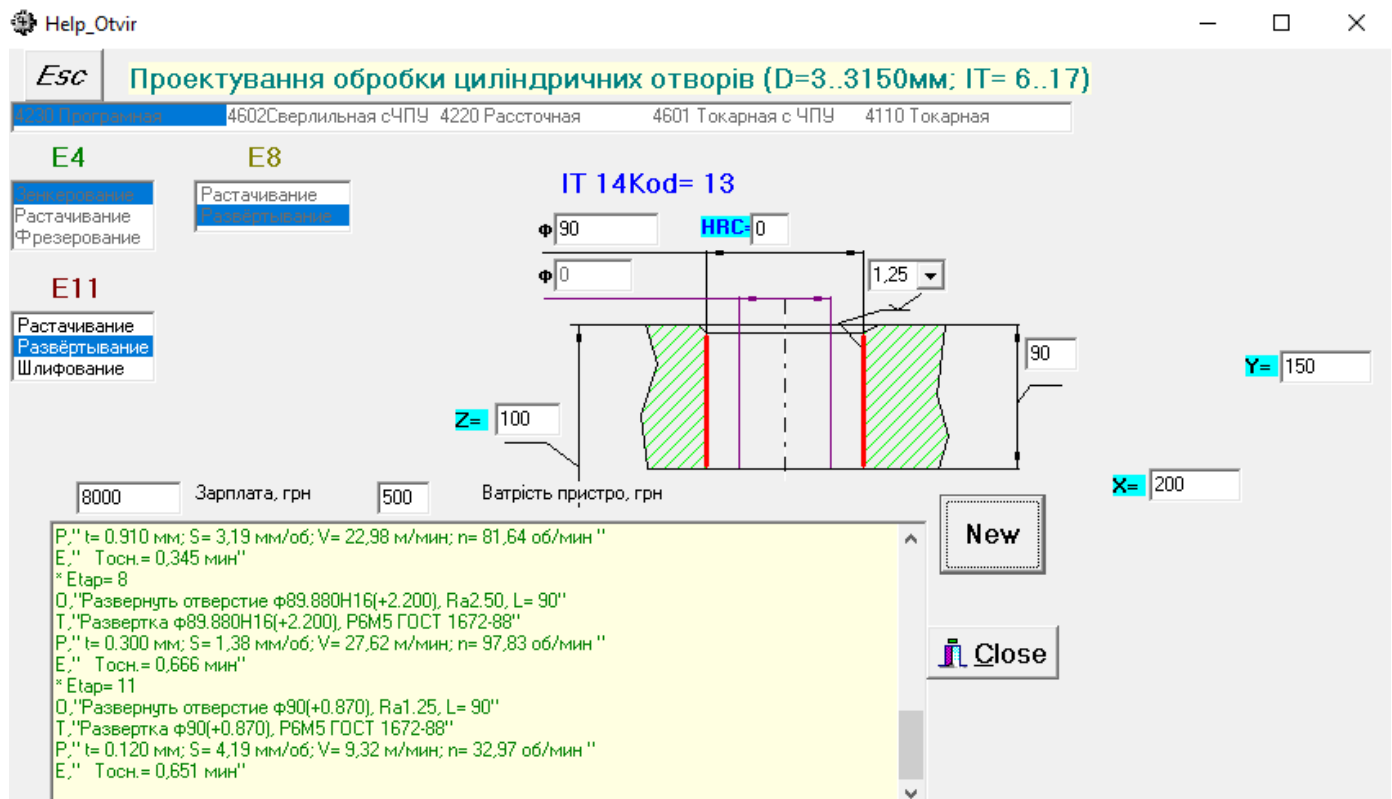 Help_Otvir
Esc
Проектування обробки циліндричних отворів (D=3..3150мм; IT= 6..17)
4230 Програмная 4602Сверлильная сЧПУ 4220 Рассточная 4601 Токарная с ЧПУ 4110 Токарная
E4 E8
Зенкерование
Растачивание
Фрезерование
Растачивание
Развёртывание
IT 14Kod= 13
Ф 90 HRC= 0
Ф 0 1,25
E11
Растачивание
Развёртывание
Шлифование
90
Y= 150
Z= 100
X= 200
8000 Зарплата, грн 500 Ватрість пристро, грн
P,'' t= 0.910 мм; S= 3,19 мм/об; V= 22,98 м/мин; n= 81,64 об/мин ''
E,'' Tосн.= 0,345 мин''
* Etap= 8
O,''Развернуть отверстие ф89.880H16(+2.200), Ra2.50, L= 90''
T,''Развертка ф89.880H16(+2.200), Р6М5 ГОСТ 1672-88''
P,'' t= 0.300 мм; S= 1,38 мм/об; V= 27,62 м/мин; n= 97,83 об/мин ''
E,'' Tосн.= 0,666 мин''
* Etap= 11
O,''Развернуть отверстие ф90(+0.870), Ra1.25, L= 90''
T,''Развертка ф90(+0.870), Р6М5 ГОСТ 1672-88''
P,'' t= 0.120 мм; S= 4,19 мм/об; V= 9,32 м/мин; n= 32,97 об/мин ''
E,'' Tосн.= 0,651 мин''
New
Close